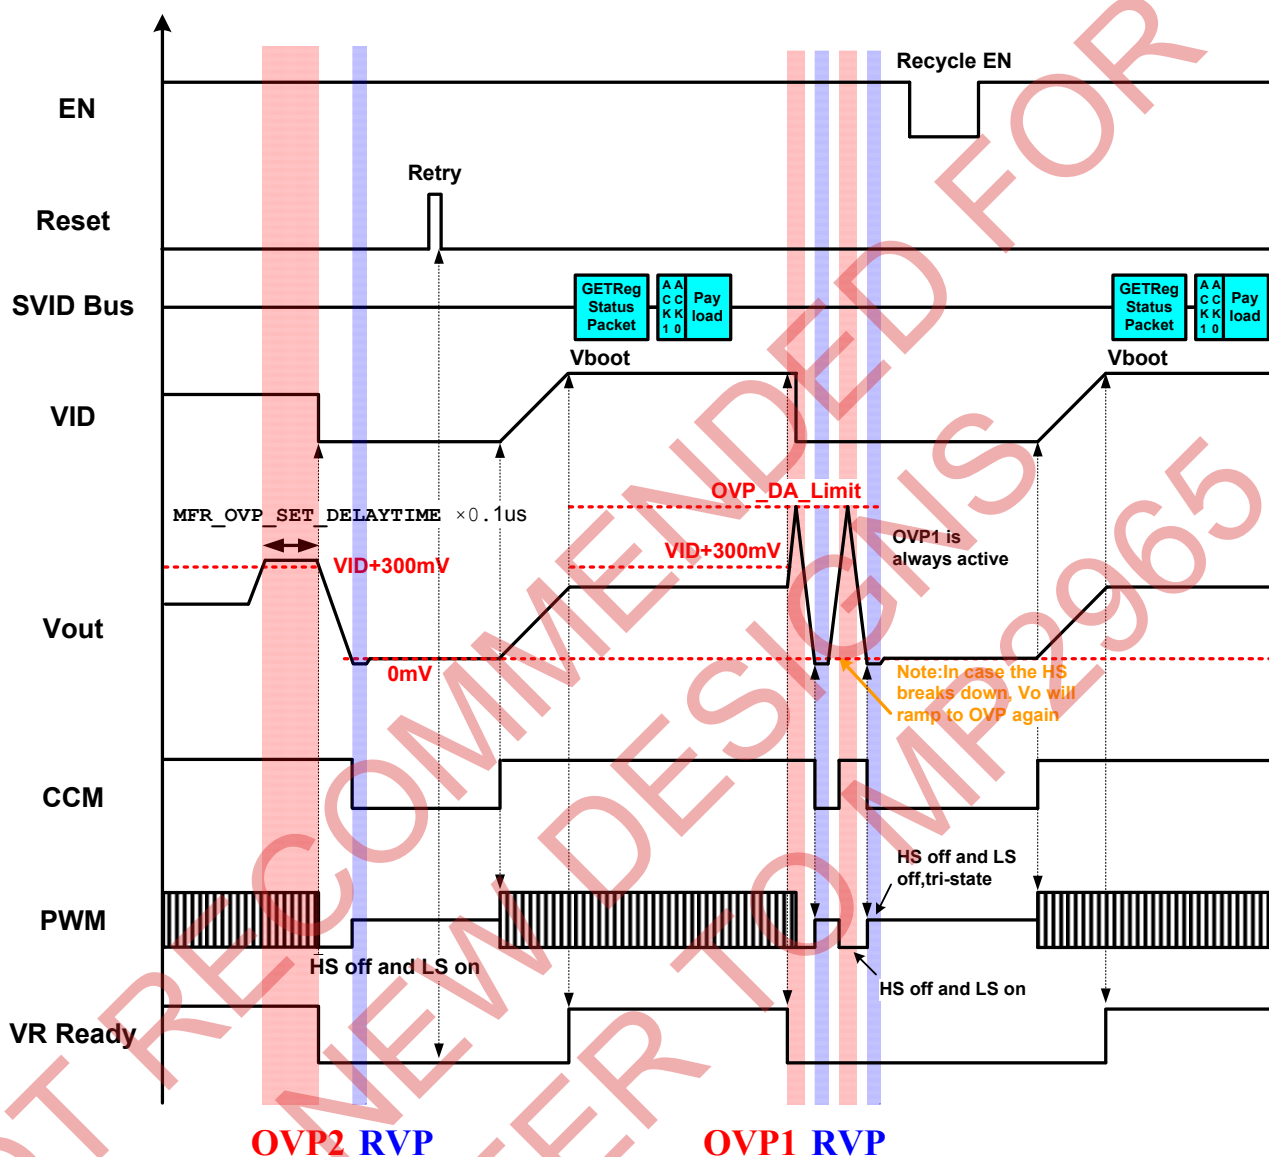 Recycle EN
EN
Retry
Reset
SVID Bus
GETReg
Status
Packet
ACK1
ACK0
Pay
load
GETReg
Status
Packet
ACK1
ACK0
Pay
load
Vboot
Vboot
VID
OVP_DA_Limit
MFR_OVP_SET_DELAYTIME ×0.1us
OVP1 is
always active
VID+300mV
VID+300mV
Vout
0mV
Note:In case the HS
breaks down, Vo will
ramp to OVP again
CCM
HS off and LS
off,tri-state
PWM
HS off and LS on
HS off and LS on
VR Ready
OVP2 RVP
OVP1 RVP
NOT RECOMMENDED FOR
NEW DESIGNS
REFER TO MP2965